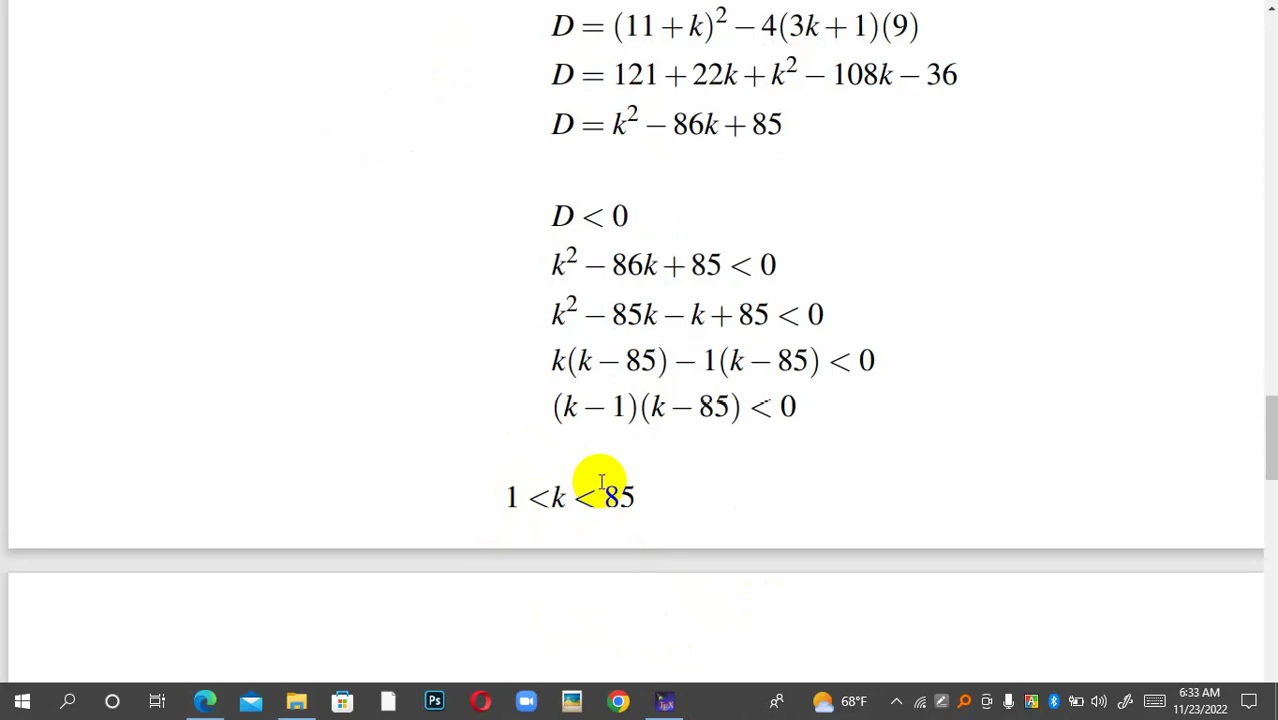 D = (11 + k)² − 4(3k + 1)(9)
D = 121 + 22k + k² − 108k − 36
D = k² − 86k + 85
D < 0
k² − 86k + 85 < 0
k² − 85k − k + 85 < 0
k(k − 85) − 1(k − 85) < 0
(k − 1)(k − 85) < 0
1 < k < 85
Ps
TEX
68°F
A
6:33 AM
11/23/2022